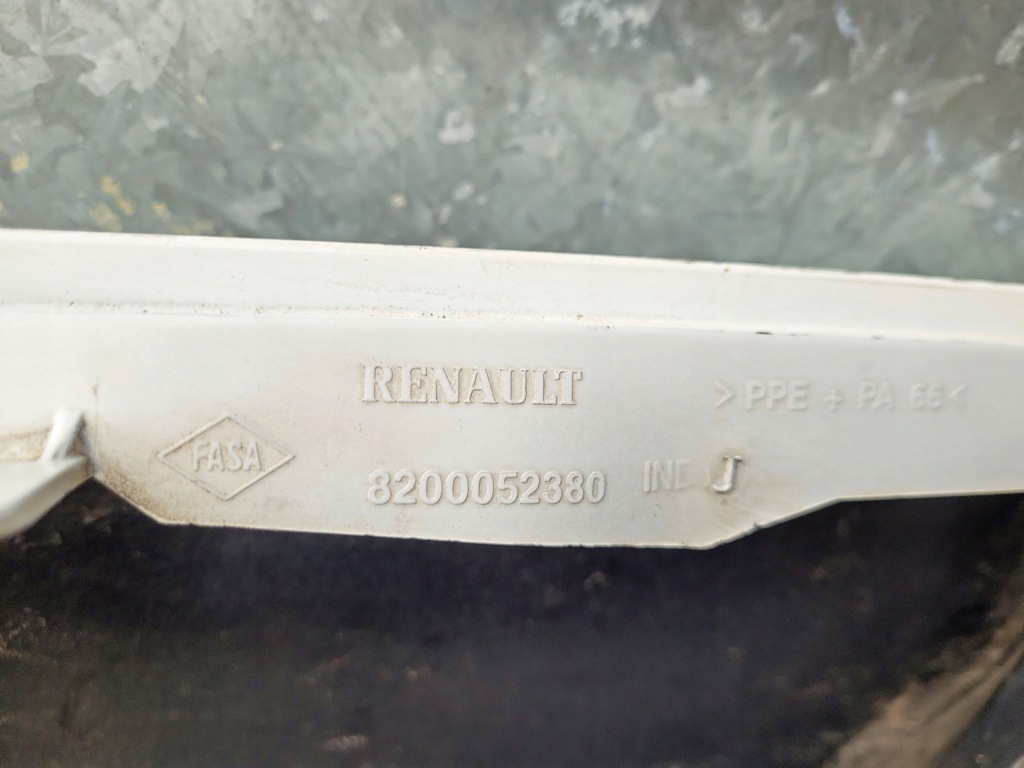 RENAULT
>PPE + PA 66<
FASA
8200052380
IND J